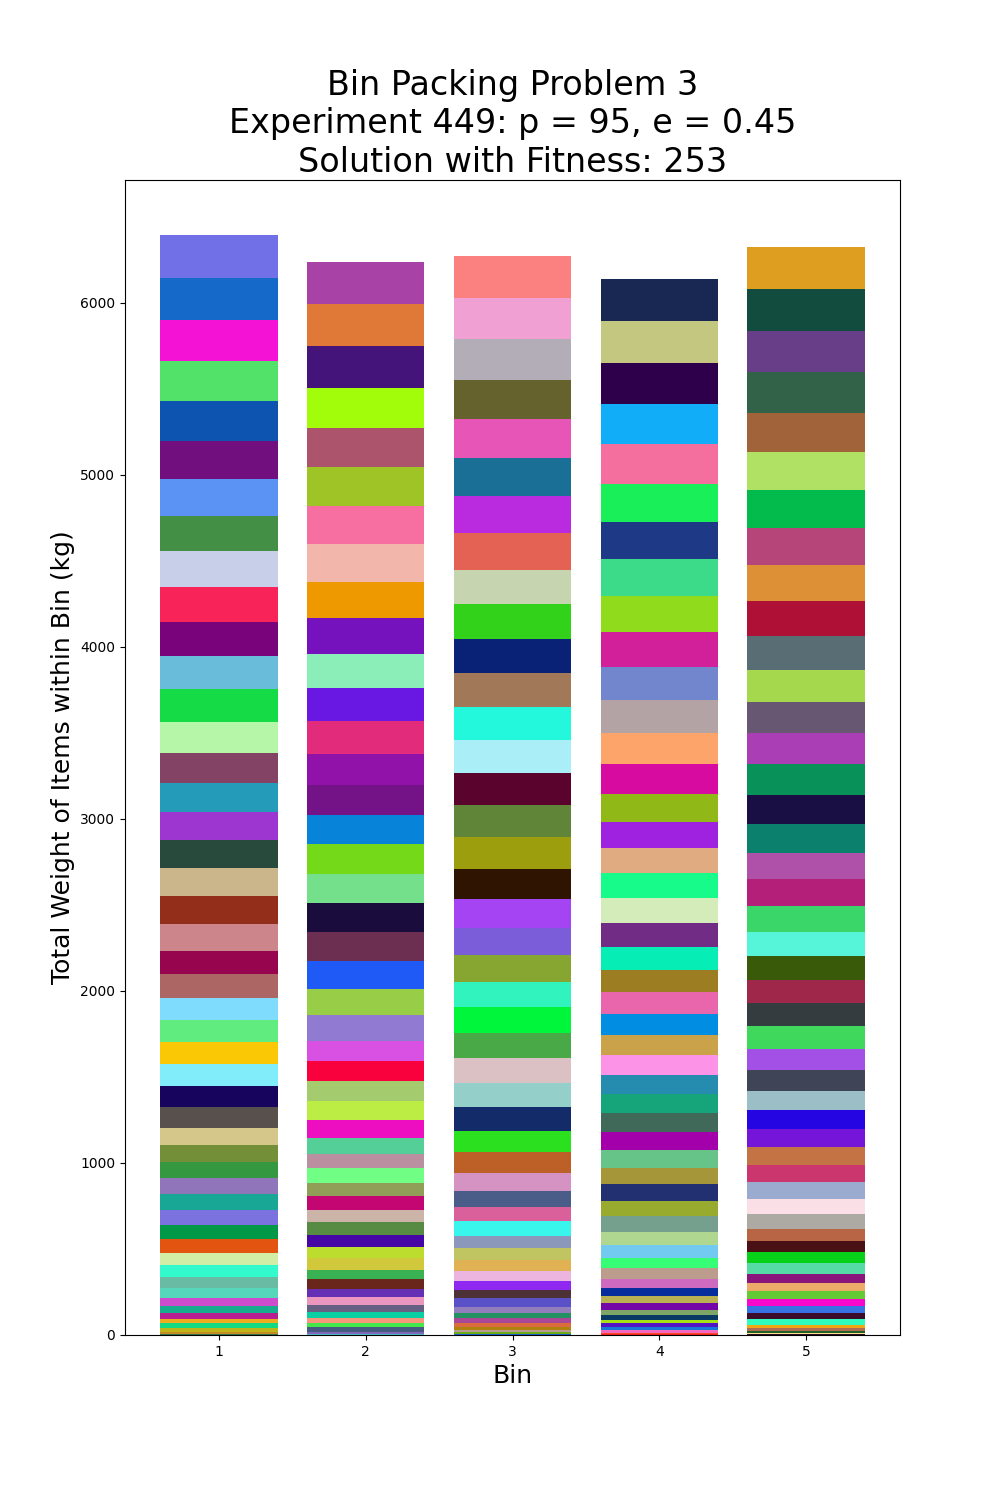 Bin Packing Problem 3
Experiment 449: p = 95, e = 0.45
Solution with Fitness: 253
Total Weight of Items within Bin (kg)
6000
5000
4000
3000
2000
1000
0
1 2 3 4 5
Bin